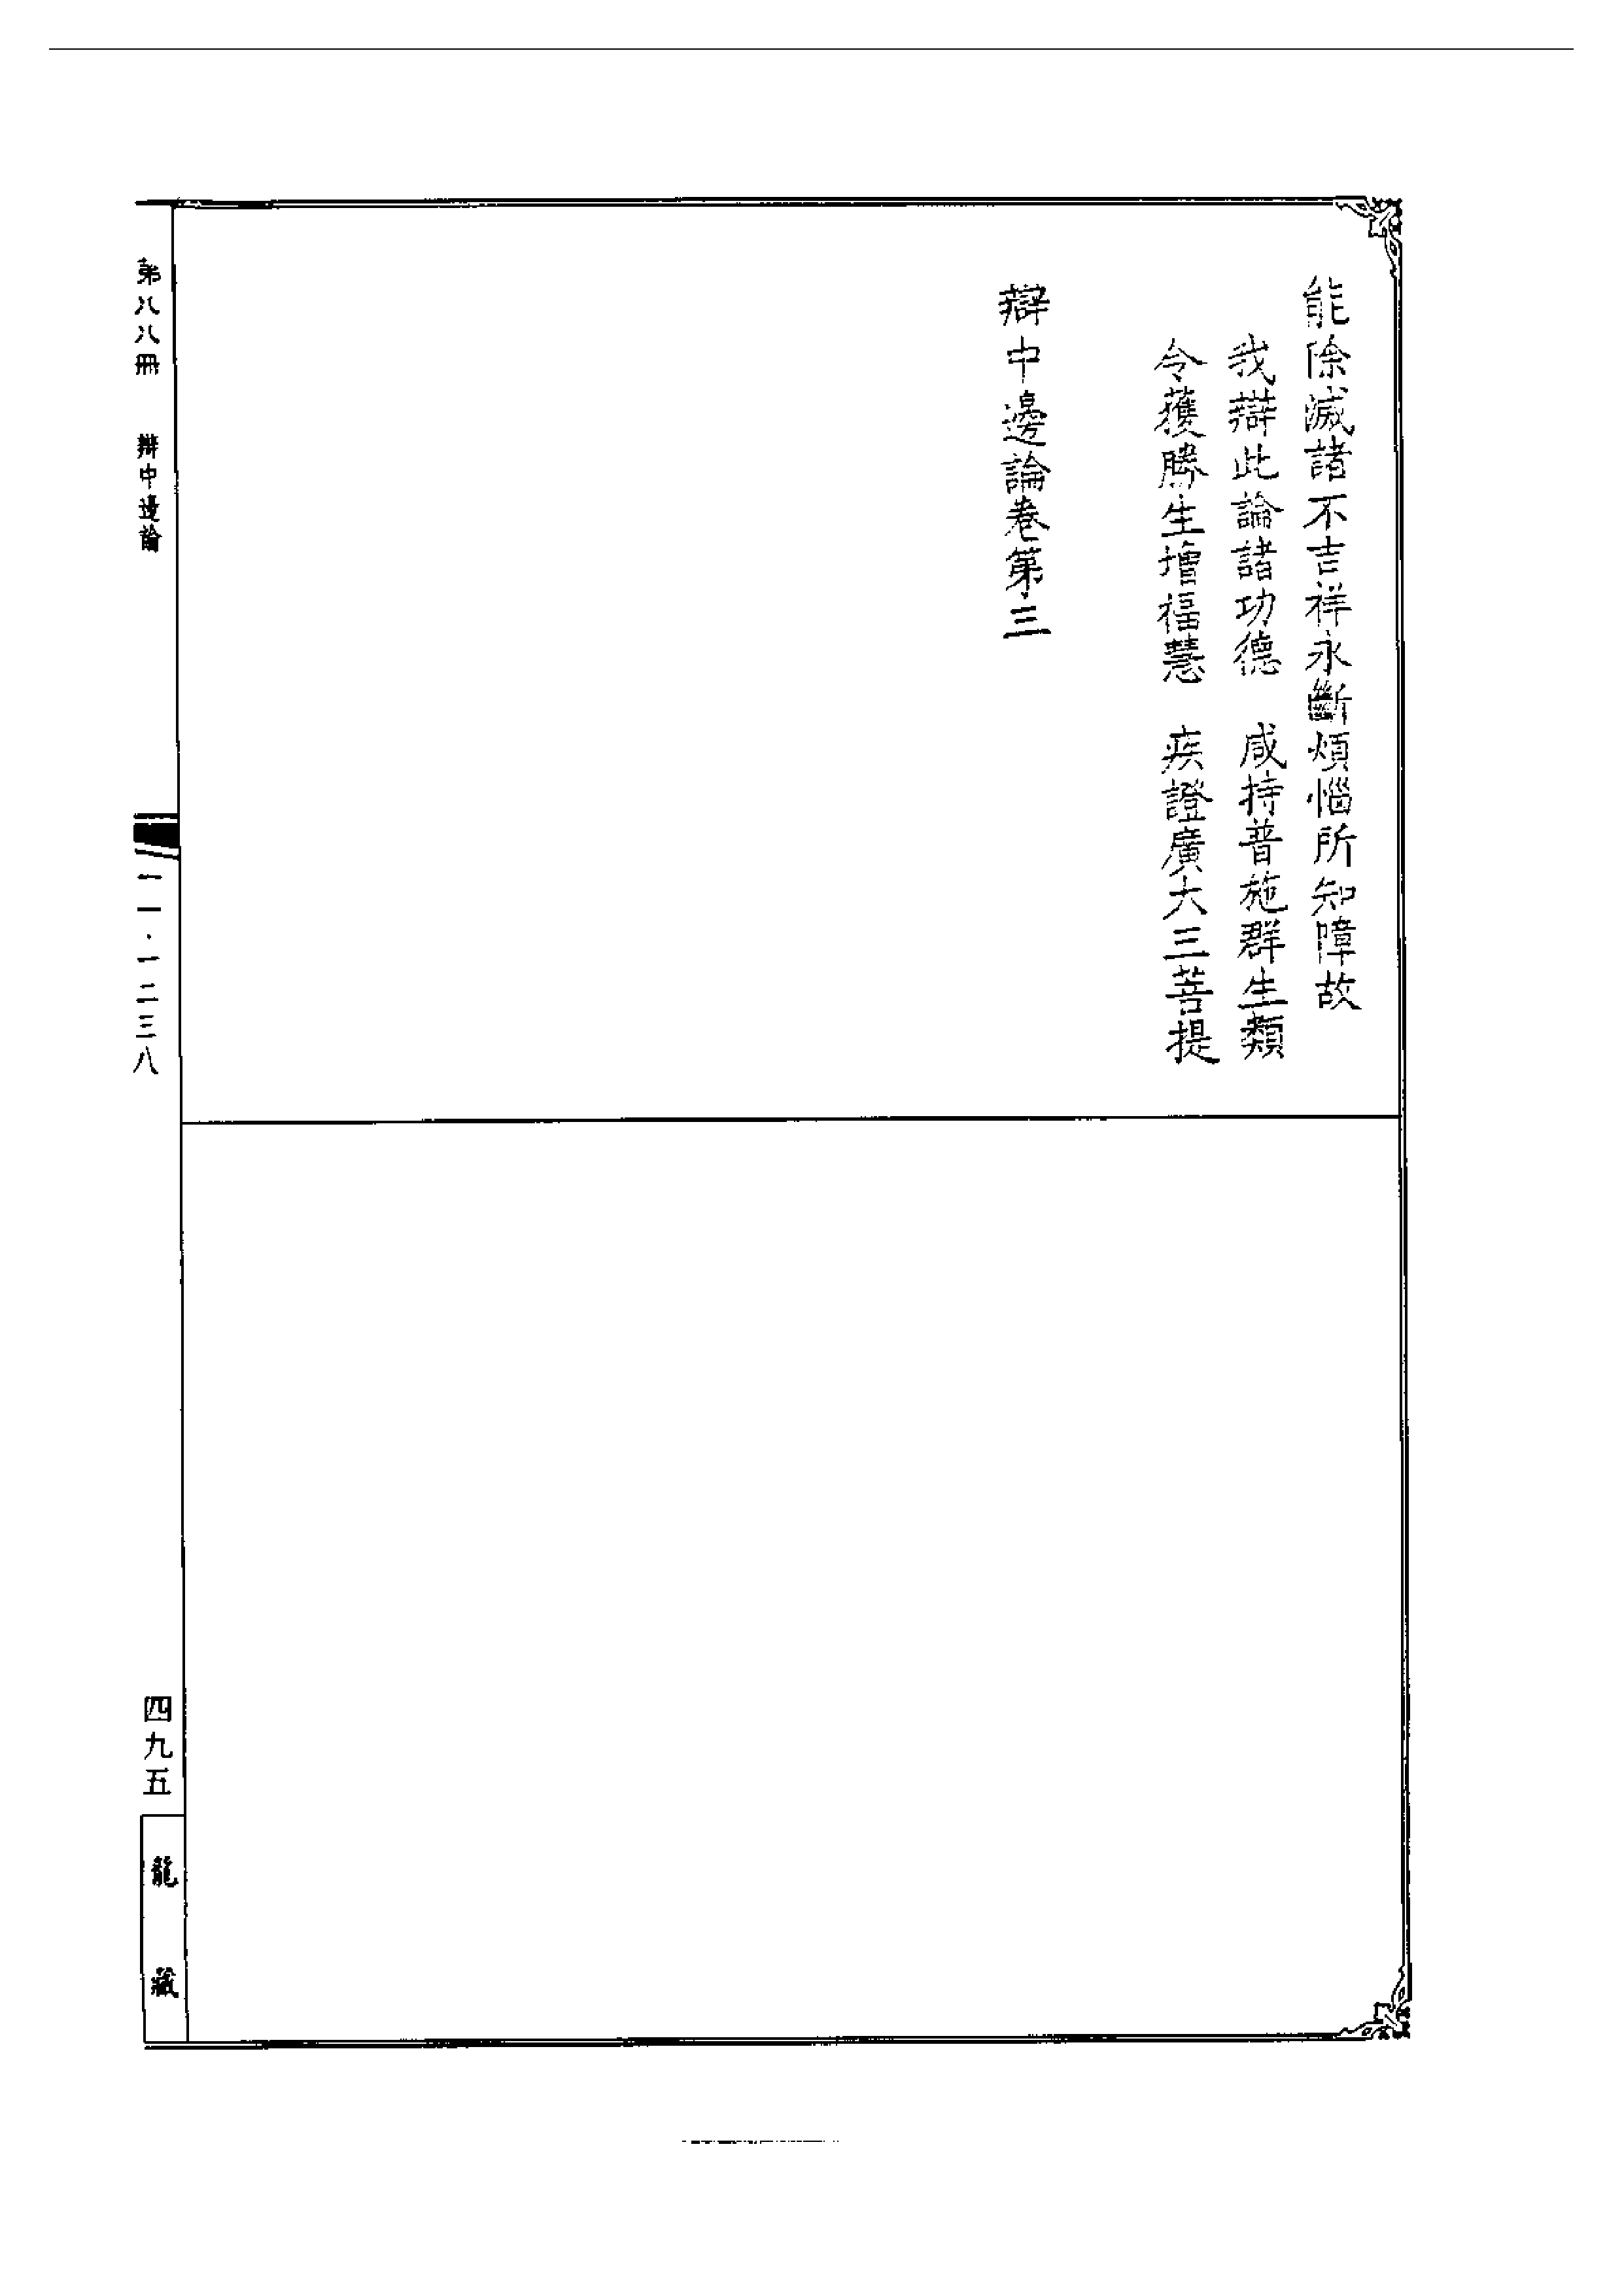 能除滅諸不吉祥永斷煩惱所知障故
我辯此論諸功德　咸持普施群生類
令獲勝生增福慧　疾證廣大三菩提
辯中邊論卷第三
第八八冊　辯中邊論
一一·一二三八
四九五
龍藏